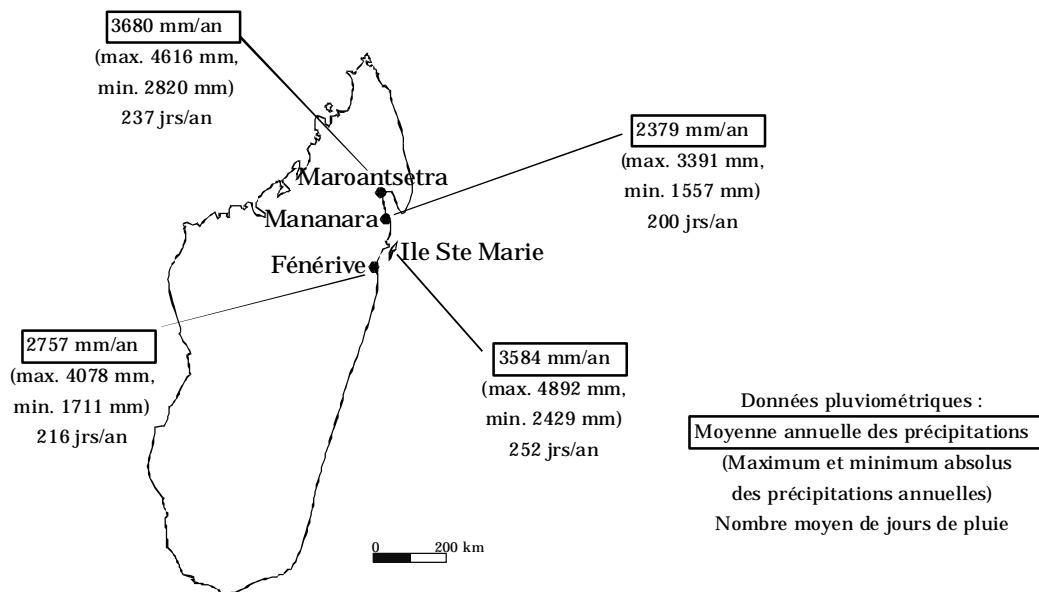 3680 mm/an
(max. 4616 mm,
min. 2820 mm)
237 jrs/an
2379 mm/an
(max. 3391 mm,
min. 1557 mm)
200 jrs/an
Maroantsetra
Mananara
Ile Ste Marie
Fénérive
2757 mm/an
(max. 4078 mm,
min. 1711 mm)
216 jrs/an
3584 mm/an
(max. 4892 mm,
min. 2429 mm)
252 jrs/an
Données pluviométriques :
Moyenne annuelle des précipitations
(Maximum et minimum absolus
des précipitations annuelles)
Nombre moyen de jours de pluie
0 200 km